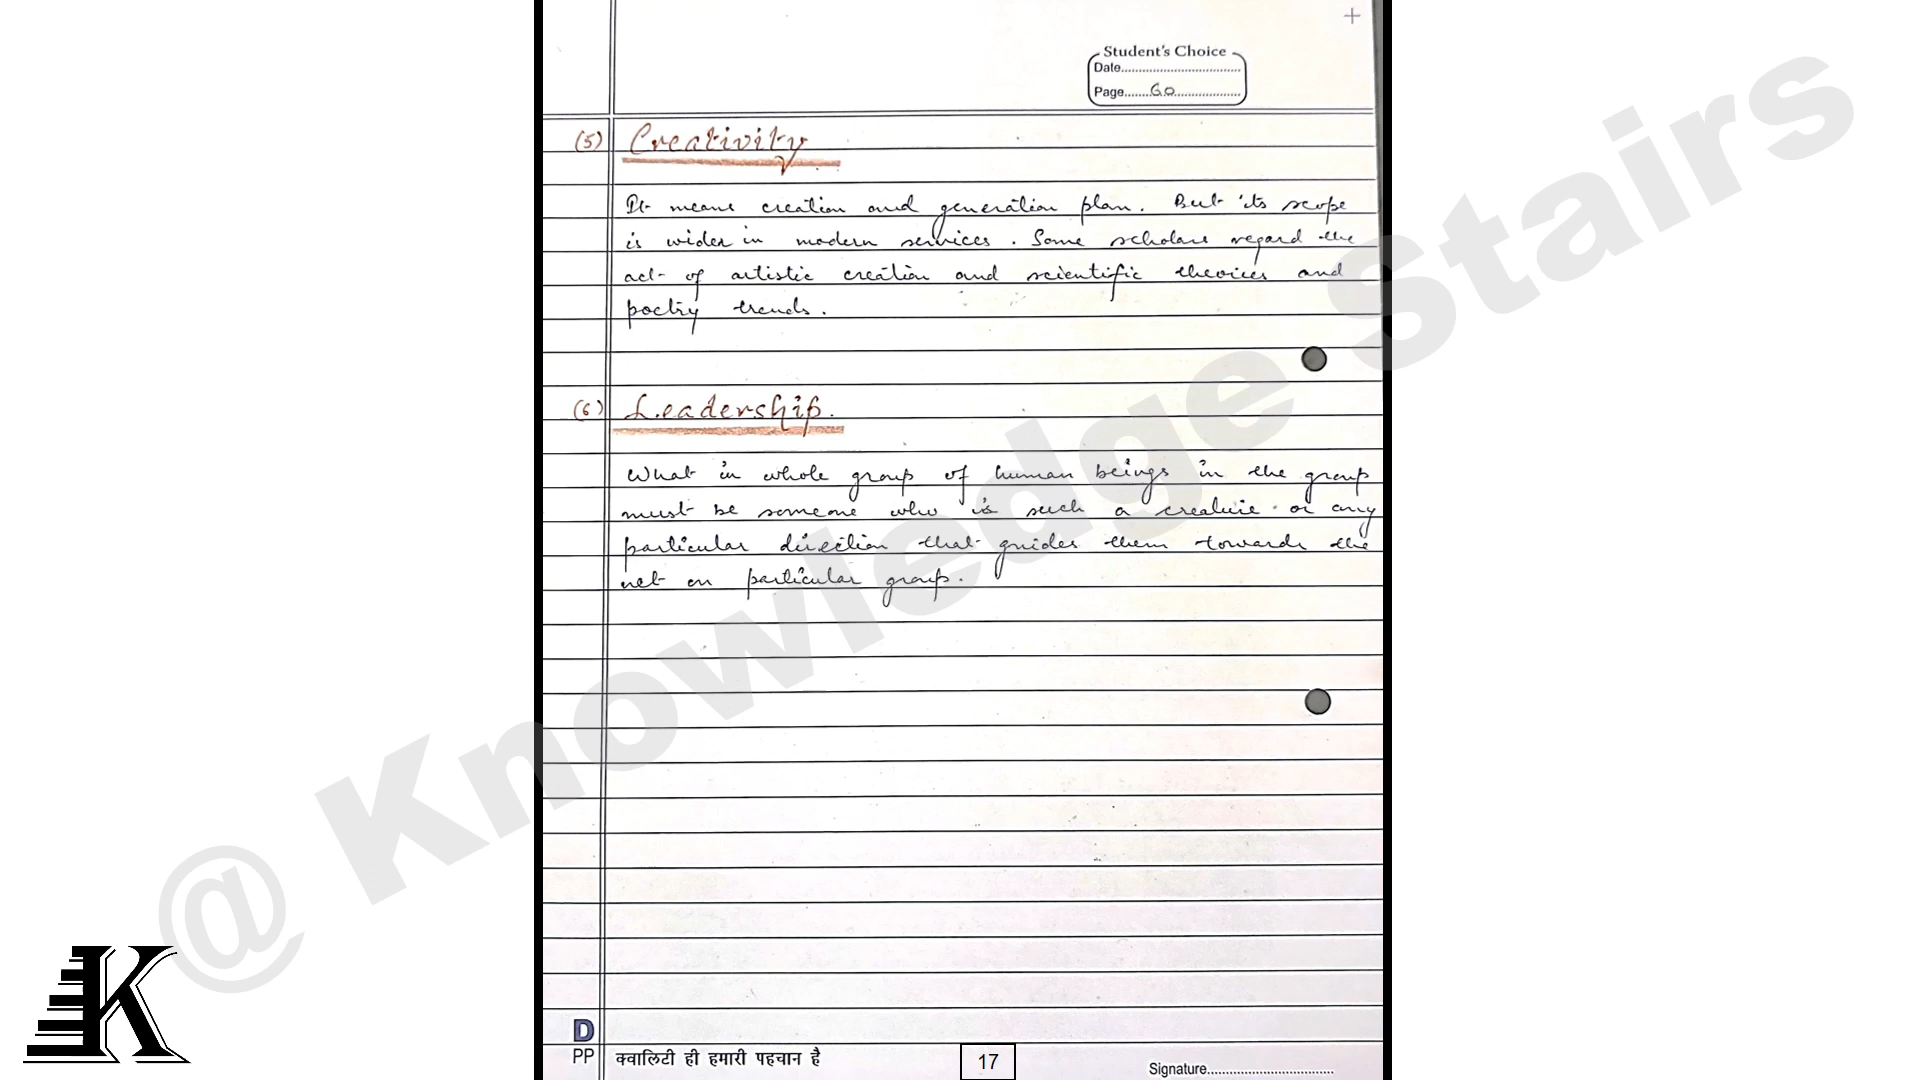 +
Student's Choice
Date
Page 60
(5) Creativity
It means creation and generation plan. But its scope
is wider in modern services. Some scholars regard the
act of artistic creation and scientific theories and
poetry trends.
(6) Leadership.
What in whole group of human beings in the group
must be someone who is such a creature or any
particular direction that guides them towards the
net on particular group.
@ Knowledge Stairs
K
D
PP क्वालिटी ही हमारी पहचान है
17
Signature